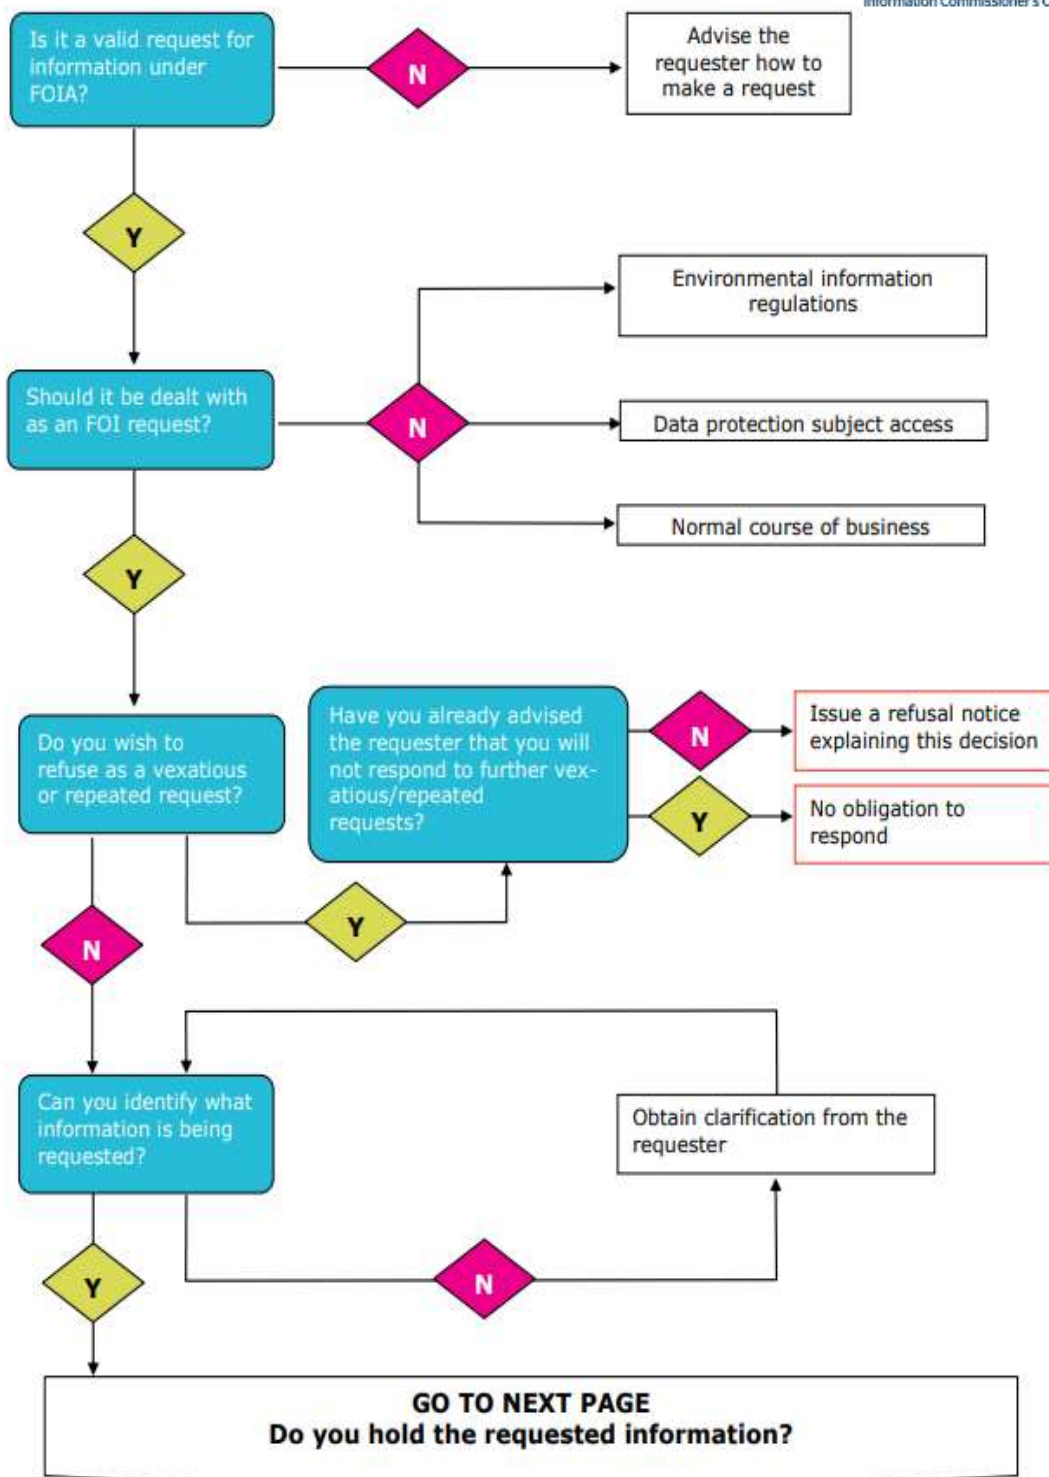 Information Commissioner's
Is it a valid request for
information under
FOIA?
N
Advise the
requester how to
make a request
Y
Environmental information
regulations
Should it be dealt with
as an FOI request?
N
Data protection subject access
Normal course of business
Y
Do you wish to
refuse as a vexatious
or repeated request?
Have you already advised
the requester that you will
not respond to further vex-
atious/repeated
requests?
N
Issue a refusal notice
explaining this decision
Y
No obligation to
respond
Y
N
Can you identify what
information is being
requested?
Obtain clarification from the
requester
Y
N
GO TO NEXT PAGE
Do you hold the requested information?